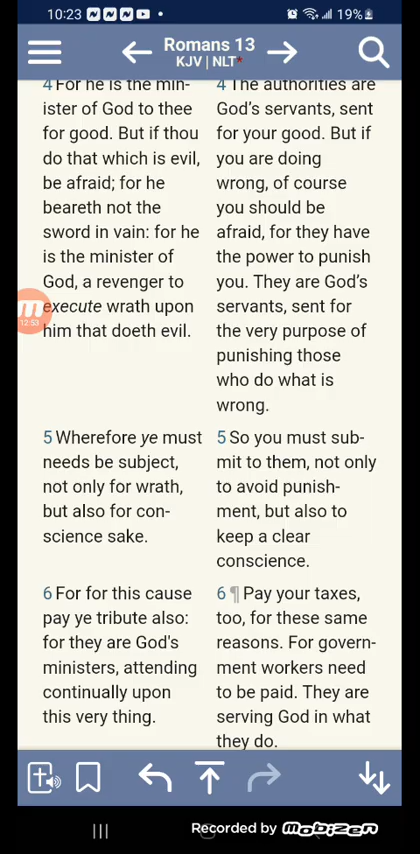 10:23 19%
Romans 13
KJV | NLT*
4 For he is the min-
ister of God to thee
for good. But if thou
do that which is evil,
be afraid; for he
beareth not the
sword in vain: for he
is the minister of
God, a revenger to
execute wrath upon
him that doeth evil.
4 The authorities are
God's servants, sent
for your good. But if
you are doing
wrong, of course
you should be
afraid, for they have
the power to punish
you. They are God's
servants, sent for
the very purpose of
punishing those
who do what is
wrong.
m
12:53
5 Wherefore ye must
needs be subject,
not only for wrath,
but also for con-
science sake.
5 So you must sub-
mit to them, not only
to avoid punish-
ment, but also to
keep a clear
conscience.
6 For for this cause
pay ye tribute also:
for they are God's
ministers, attending
continually upon
this very thing.
6 ¶ Pay your taxes,
too, for these same
reasons. For govern-
ment workers need
to be paid. They are
serving God in what
they do.
Recorded by mobizen